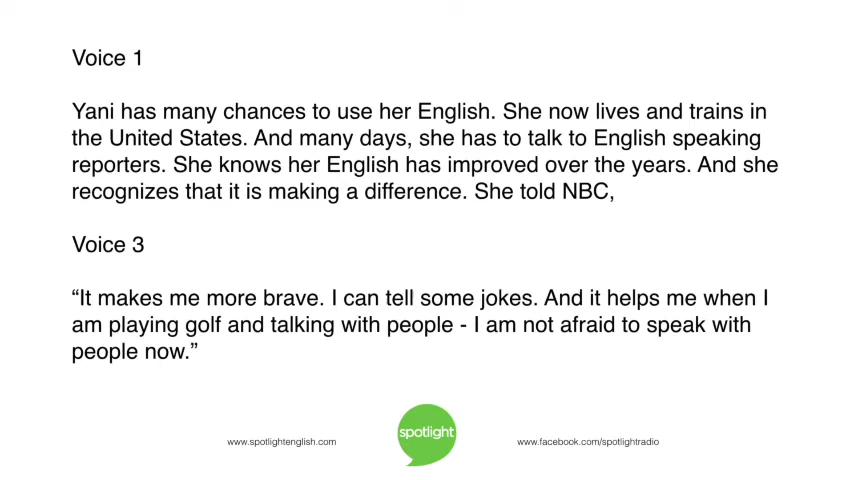 Voice 1
Yani has many chances to use her English. She now lives and trains in
the United States. And many days, she has to talk to English speaking
reporters. She knows her English has improved over the years. And she
recognizes that it is making a difference. She told NBC,
Voice 3
“It makes me more brave. I can tell some jokes. And it helps me when I
am playing golf and talking with people - I am not afraid to speak with
people now.”
www.spotlightenglish.com
spotlight
www.facebook.com/spotlightradio